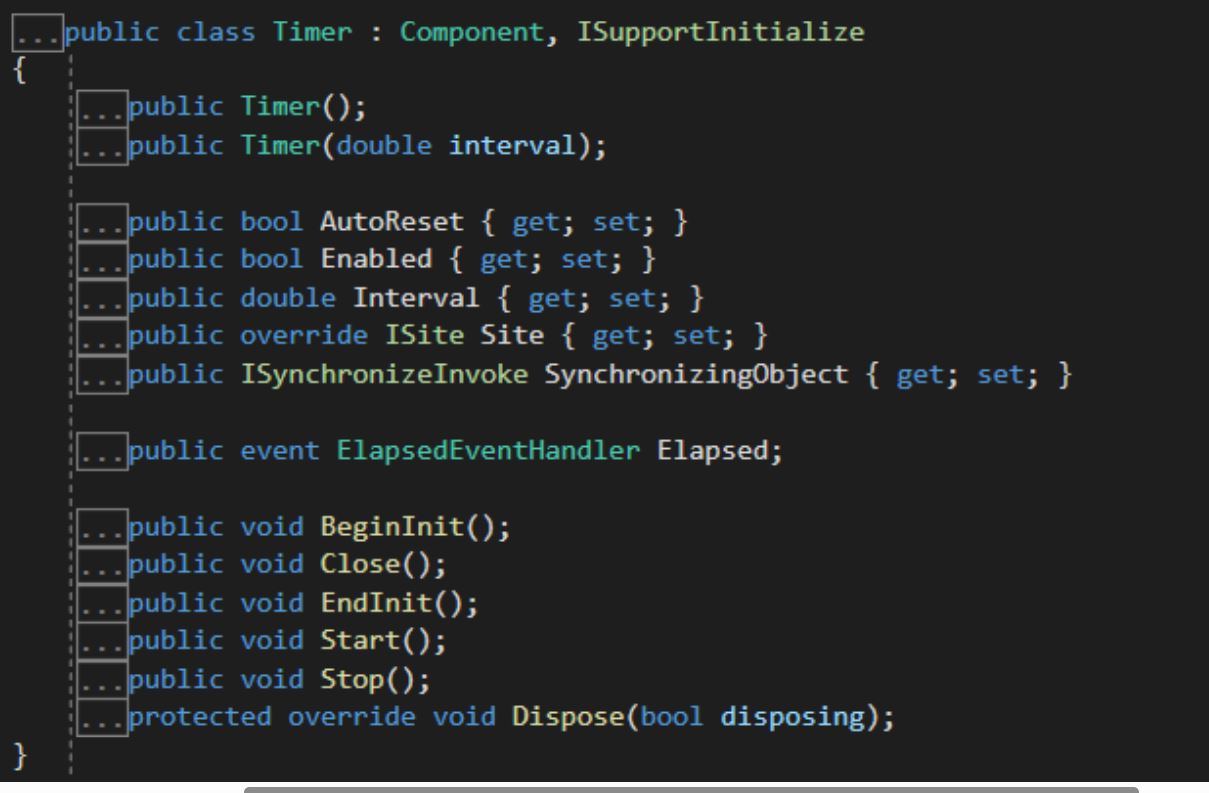 ...public class Timer : Component, ISupportInitialize
{
...public Timer();
...public Timer(double interval);
...public bool AutoReset { get; set; }
...public bool Enabled { get; set; }
...public double Interval { get; set; }
...public override ISite Site { get; set; }
...public ISynchronizeInvoke SynchronizingObject { get; set; }
...public event ElapsedEventHandler Elapsed;
...public void BeginInit();
...public void Close();
...public void EndInit();
...public void Start();
...public void Stop();
...protected override void Dispose(bool disposing);
}